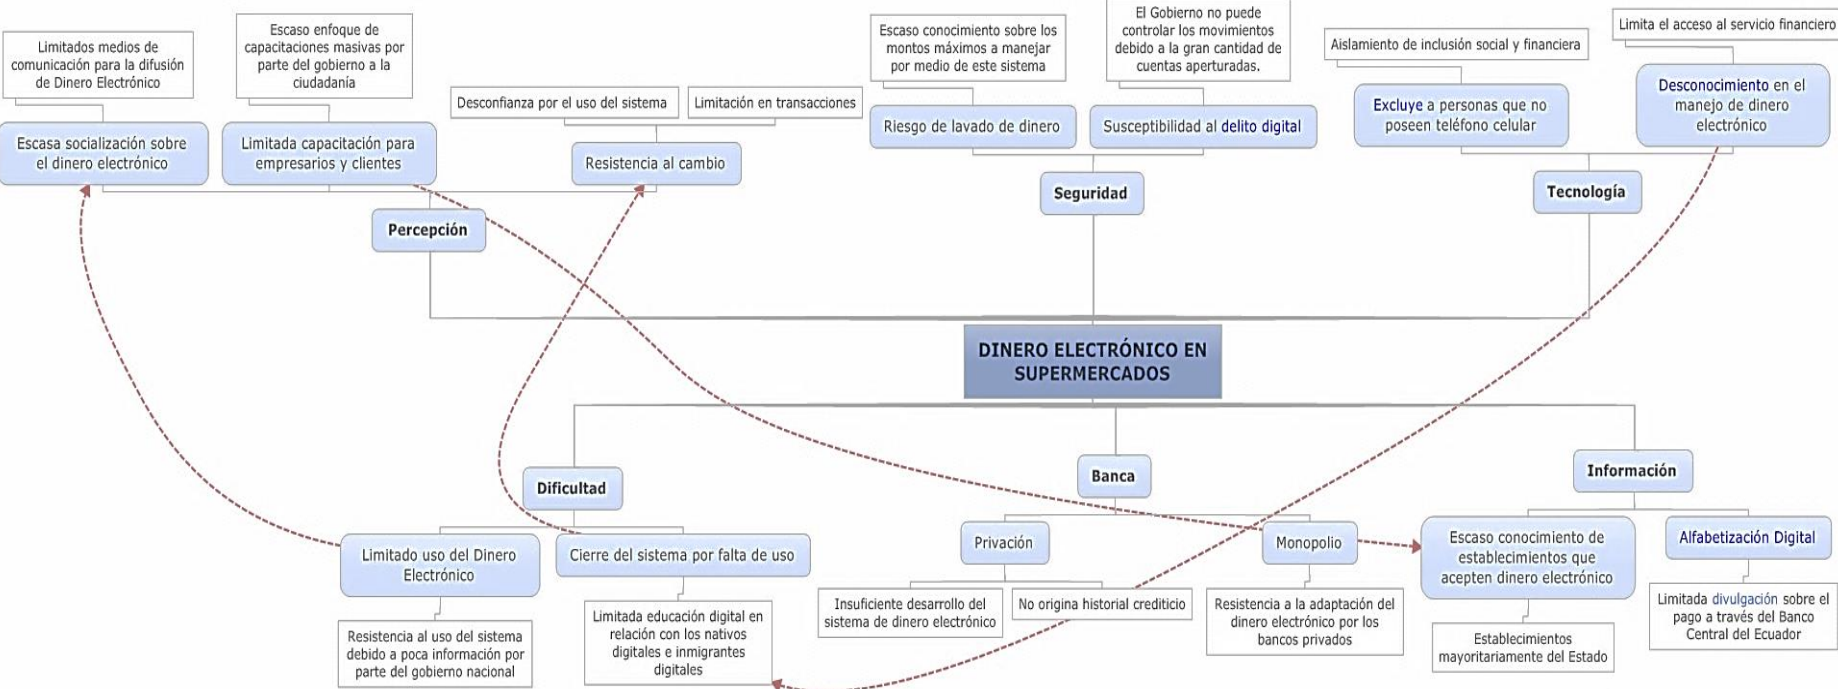 Limitados medios de
comunicación para la difusión
de Dinero Electrónico
Escaso enfoque de
capacitaciones masivas por
parte del gobierno a la
ciudadanía
Desconfianza por el uso del sistema
Limitación en transacciones
Escaso conocimiento sobre los
montos máximos a manejar
por medio de este sistema
El Gobierno no puede
controlar los movimientos
debido a la gran cantidad de
cuentas aperturadas.
Aislamiento de inclusión social y financiera
Limita el acceso al servicio financiero
Escasa socialización sobre
el dinero electrónico
Limitada capacitación para
empresarios y clientes
Resistencia al cambio
Riesgo de lavado de dinero
Susceptibilidad al delito digital
Excluye a personas que no
poseen teléfono celular
Desconocimiento en el
manejo de dinero
electrónico
Percepción
Seguridad
Tecnología
DINERO ELECTRÓNICO EN
SUPERMERCADOS
Dificultad
Banca
Información
Limitado uso del Dinero
Electrónico
Cierre del sistema por falta de uso
Privación
Monopolio
Escaso conocimiento de
establecimientos que
acepten dinero electrónico
Alfabetización Digital
Resistencia al uso del sistema
debido a poca información por
parte del gobierno nacional
Limitada educación digital en
relación con los nativos
digitales e inmigrantes
digitales
Insuficiente desarrollo del
sistema de dinero electrónico
No origina historial crediticio
Resistencia a la adaptación del
dinero electrónico por los
bancos privados
Establecimientos
mayoritariamente del Estado
Limitada divulgación sobre el
pago a través del Banco
Central del Ecuador